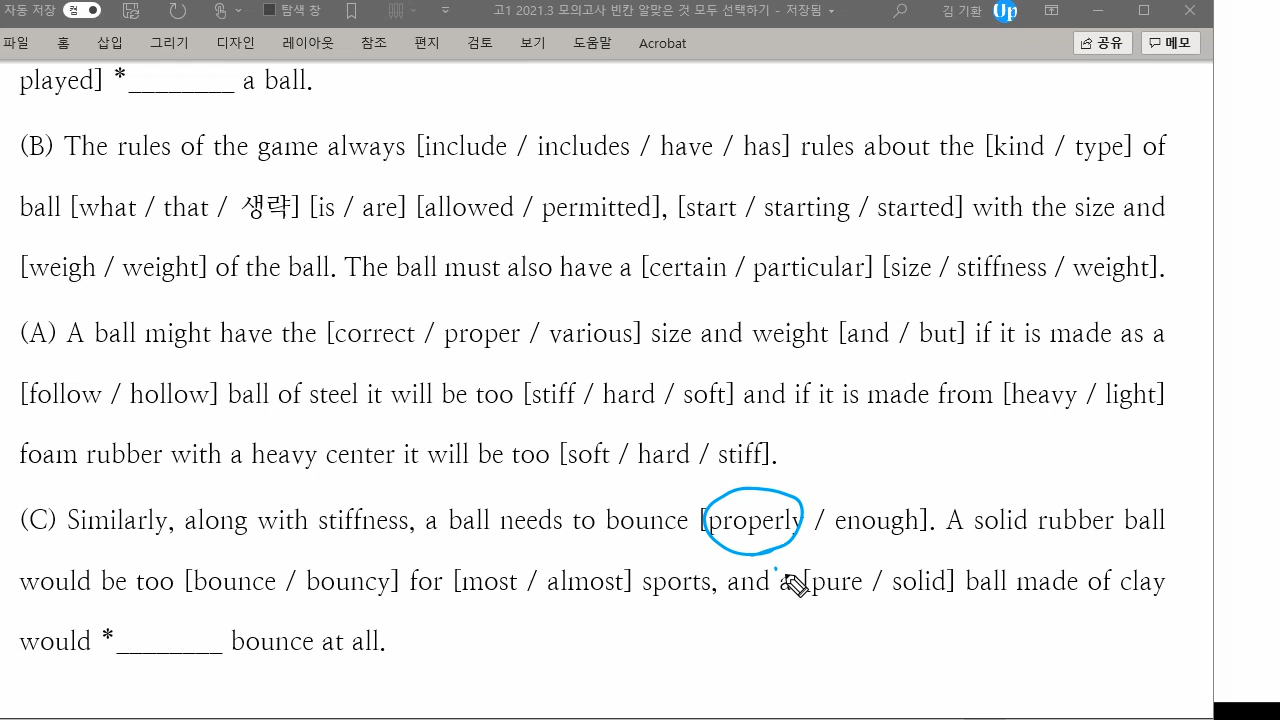 자동 저장 컴 탐색 창 고1 2021.3 모의고사 빈칸 알맞은 것 모두 선택하기 - 저장됨 김 기환 Up
파일 홈 삽입 그리기 디자인 레이아웃 참조 편지 검토 보기 도움말 Acrobat 공유 메모
played] *________ a ball.
(B) The rules of the game always [include / includes / have / has] rules about the [kind / type] of
ball [what / that / 생략] [is / are] [allowed / permitted], [start / starting / started] with the size and
[weigh / weight] of the ball. The ball must also have a [certain / particular] [size / stiffness / weight].
(A) A ball might have the [correct / proper / various] size and weight [and / but] if it is made as a
[follow / hollow] ball of steel it will be too [stiff / hard / soft] and if it is made from [heavy / light]
foam rubber with a heavy center it will be too [soft / hard / stiff].
(C) Similarly, along with stiffness, a ball needs to bounce [properly / enough]. A solid rubber ball
would be too [bounce / bouncy] for [most / almost] sports, and a [pure / solid] ball made of clay
would *________ bounce at all.